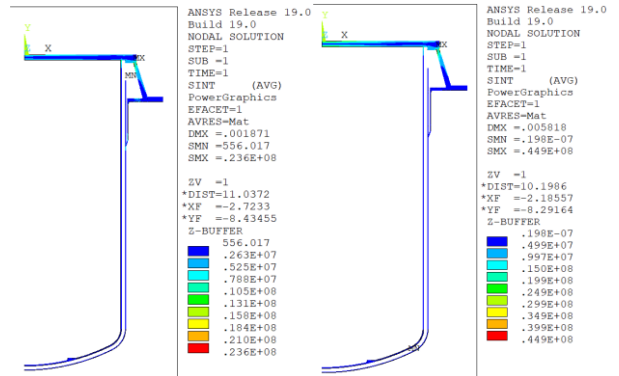 Y
X
MX
MN
ANSYS Release 19.0
Build 19.0
NODAL SOLUTION
STEP=1
SUB =1
TIME=1
SINT (AVG)
PowerGraphics
EFACET=1
AVRES=Mat
DMX =.001871
SMN =556.017
SMX =.236E+08
ZV =1
*DIST=11.0372
*XF =-2.7233
*YF =-8.43455
Z-BUFFER
556.017
.263E+07
.525E+07
.788E+07
.105E+08
.131E+08
.158E+08
.184E+08
.210E+08
.236E+08
Y
X
MX
MN
ANSYS Release 19.0
Build 19.0
NODAL SOLUTION
STEP=1
SUB =1
TIME=1
SINT (AVG)
PowerGraphics
EFACET=1
AVRES=Mat
DMX =.005818
SMN =.198E-07
SMX =.449E+08
ZV =1
*DIST=10.1986
*XF =-2.18557
*YF =-8.29164
Z-BUFFER
.198E-07
.499E+07
.997E+07
.150E+08
.199E+08
.249E+08
.299E+08
.349E+08
.399E+08
.449E+08